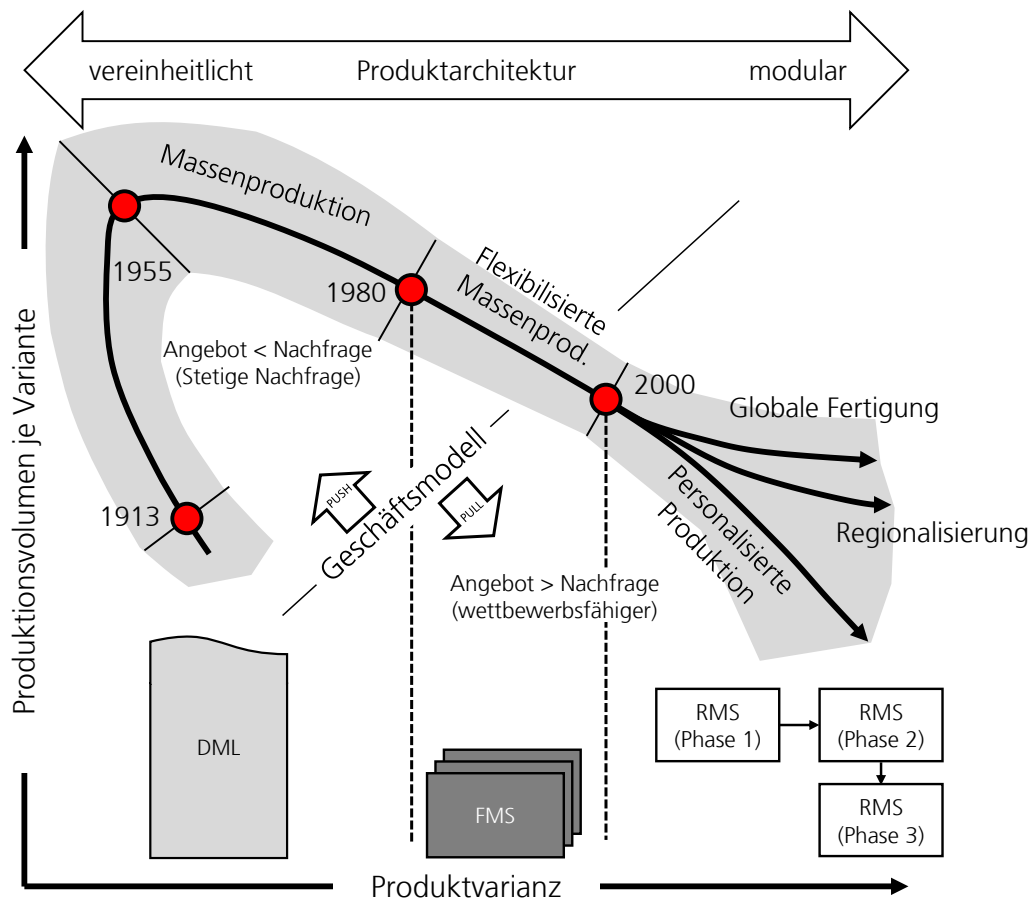 vereinheitlicht Produktarchitektur modular
Produktionsvolumen je Variante
Massenproduktion
1955
1980
Flexibilisierte
Massenprod.
Angebot < Nachfrage
(Stetige Nachfrage)
2000
Globale Fertigung
1913
PUSH
Geschäftsmodell
PULL
Personalisierte
Produktion
Regionalisierung
Angebot > Nachfrage
(wettbewerbsfähiger)
DML
FMS
RMS
(Phase 1)
RMS
(Phase 2)
RMS
(Phase 3)
Produktvarianz